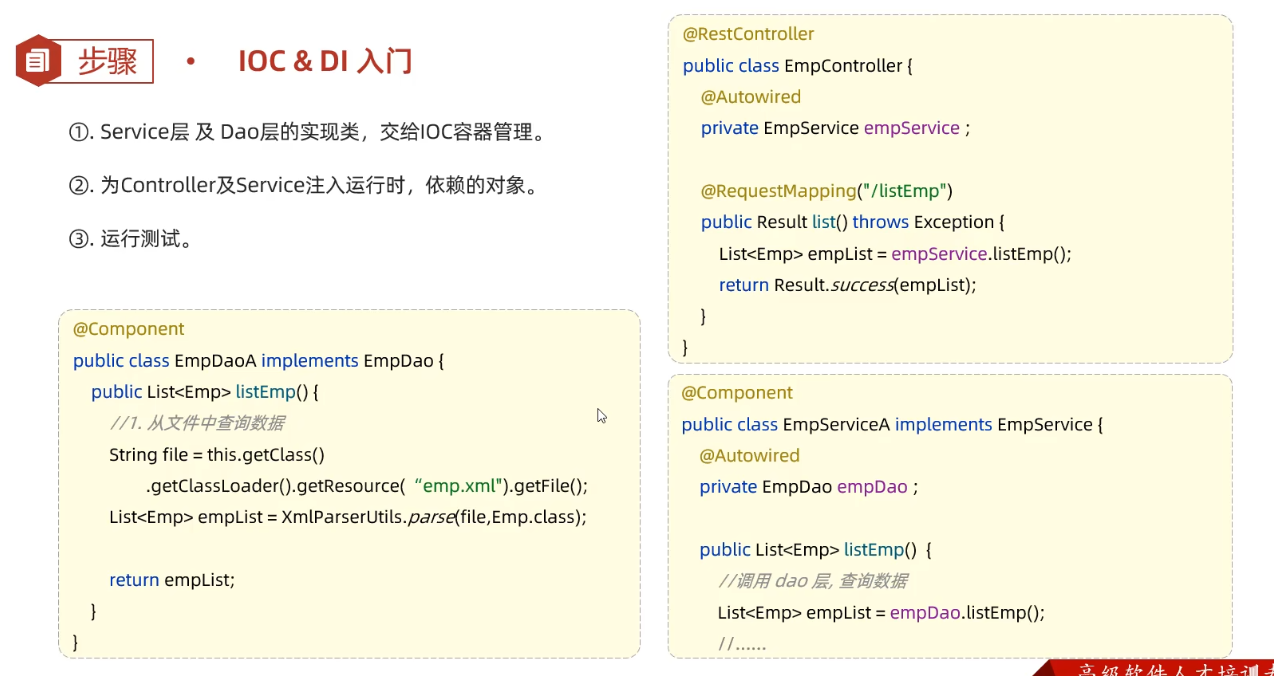 步骤 • IOC & DI 入门
①. Service层 及 Dao层的实现类，交给IOC容器管理。
②. 为Controller及Service注入运行时，依赖的对象。
③. 运行测试。
@Component
public class EmpDaoA implements EmpDao {
public List<Emp> listEmp() {
//1. 从文件中查询数据
String file = this.getClass()
.getClassLoader().getResource( “emp.xml").getFile();
List<Emp> empList = XmlParserUtils.parse(file,Emp.class);
return empList;
}
}
@RestController
public class EmpController {
@Autowired
private EmpService empService ;
@RequestMapping("/listEmp")
public Result list() throws Exception {
List<Emp> empList = empService.listEmp();
return Result.success(empList);
}
}
@Component
public class EmpServiceA implements EmpService {
@Autowired
private EmpDao empDao ;
public List<Emp> listEmp() {
//调用 dao 层, 查询数据
List<Emp> empList = empDao.listEmp();
//......
高级软件人才培训